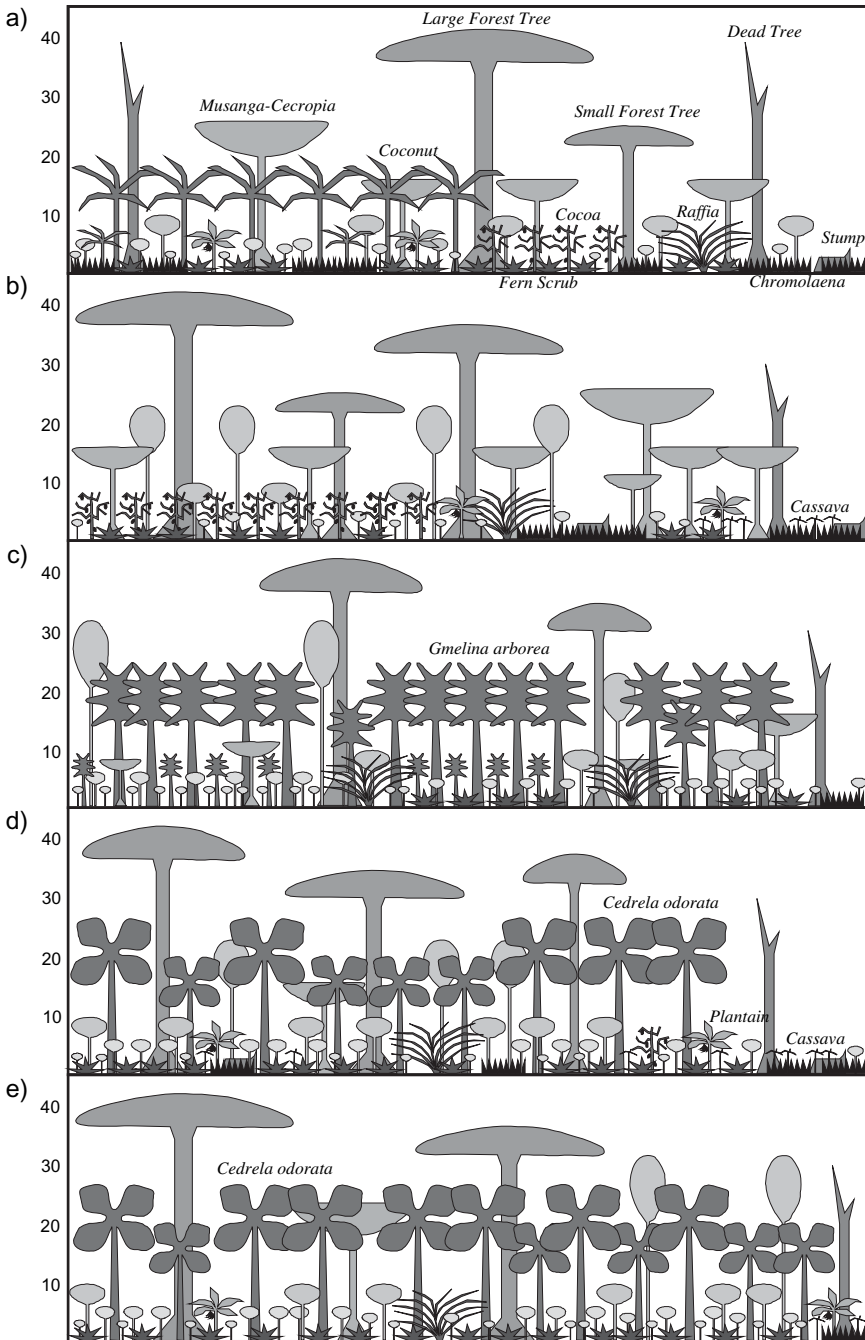 a)
40
Large Forest Tree
Dead Tree
30
Musanga-Cecropia
Small Forest Tree
20
Coconut
10
Cocoa
Raffia
Stump
b)
Fern Scrub
Chromolaena
40
30
20
10
Cassava
c)
40
30
Gmelina arborea
20
10
d)
40
30
Cedrela odorata
20
10
Plantain
Cassava
e)
40
30
Cedrela odorata
20
10